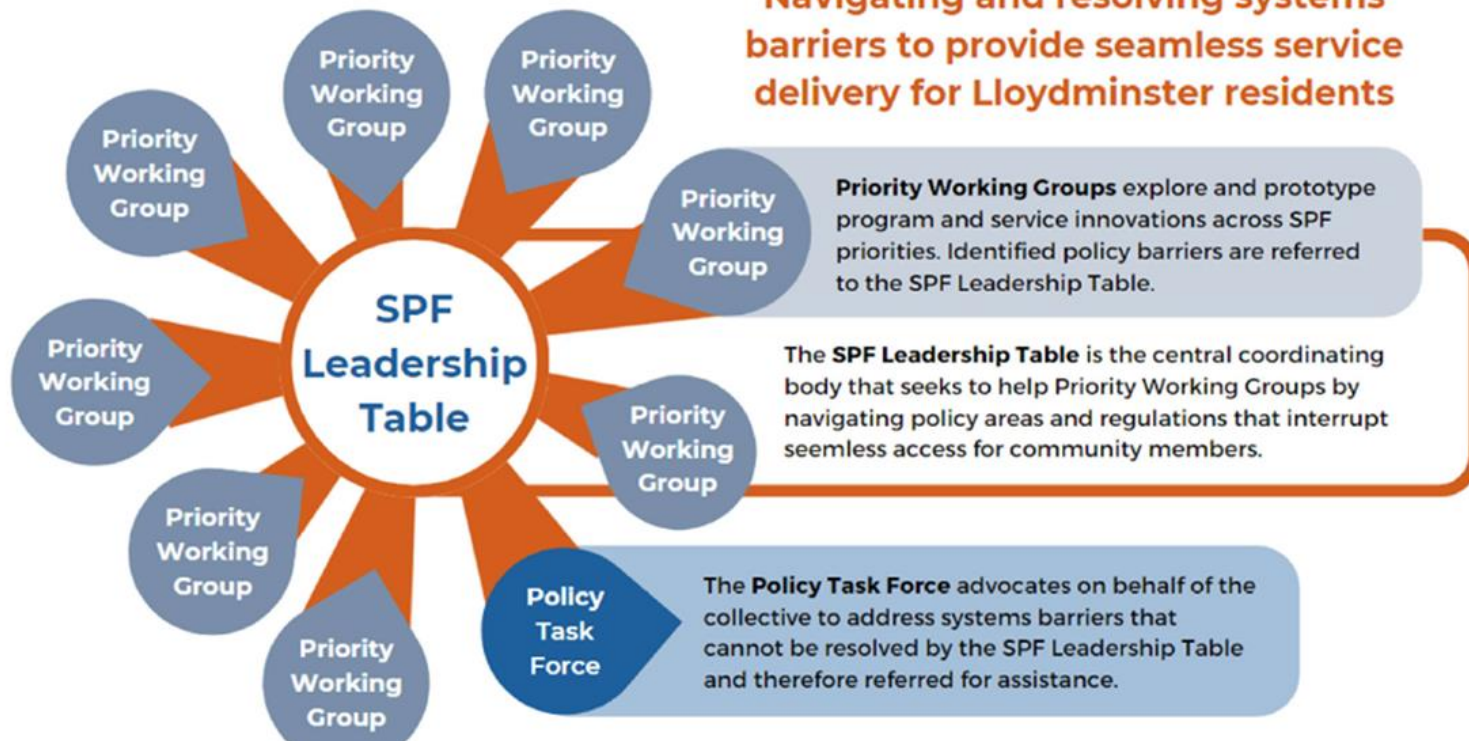 Navigating and resolving systems
barriers to provide seamless service
delivery for Lloydminster residents
Priority
Working
Group
Priority
Working
Group
Priority
Working
Group
Priority
Working
Group
Priority Working Groups explore and prototype
program and service innovations across SPF
priorities. Identified policy barriers are referred
to the SPF Leadership Table.
SPF
Leadership
Table
Priority
Working
Group
The SPF Leadership Table is the central coordinating
body that seeks to help Priority Working Groups by
navigating policy areas and regulations that interrupt
seemless access for community members.
Priority
Working
Group
Priority
Working
Group
Priority
Working
Group
Policy
Task
Force
The Policy Task Force advocates on behalf of the
collective to address systems barriers that
cannot be resolved by the SPF Leadership Table
and therefore referred for assistance.